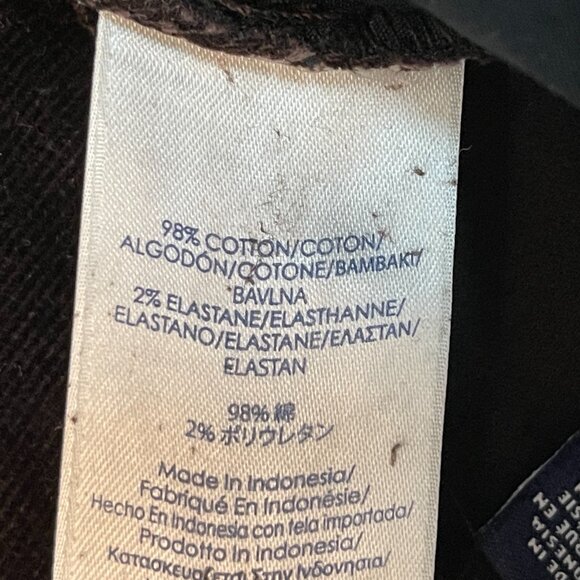 98% COTTON/COTON/
ALGODÓN/COTONE/BAMBAKI/
BAVLNA
2% ELASTANE/ELASTHANNE/
ELASTANO/ELASTANE/ΕΛΑΣΤΑΝ/
ELASTAN
98% 綿
2% ポリウレタン
Made In Indonesia/
Fabriqué En Indonésie/
Hecho En Indonesia con tela importada/
Prodotto In Indonesia/
Κατασκευάζεται Στην Ινδονησία/